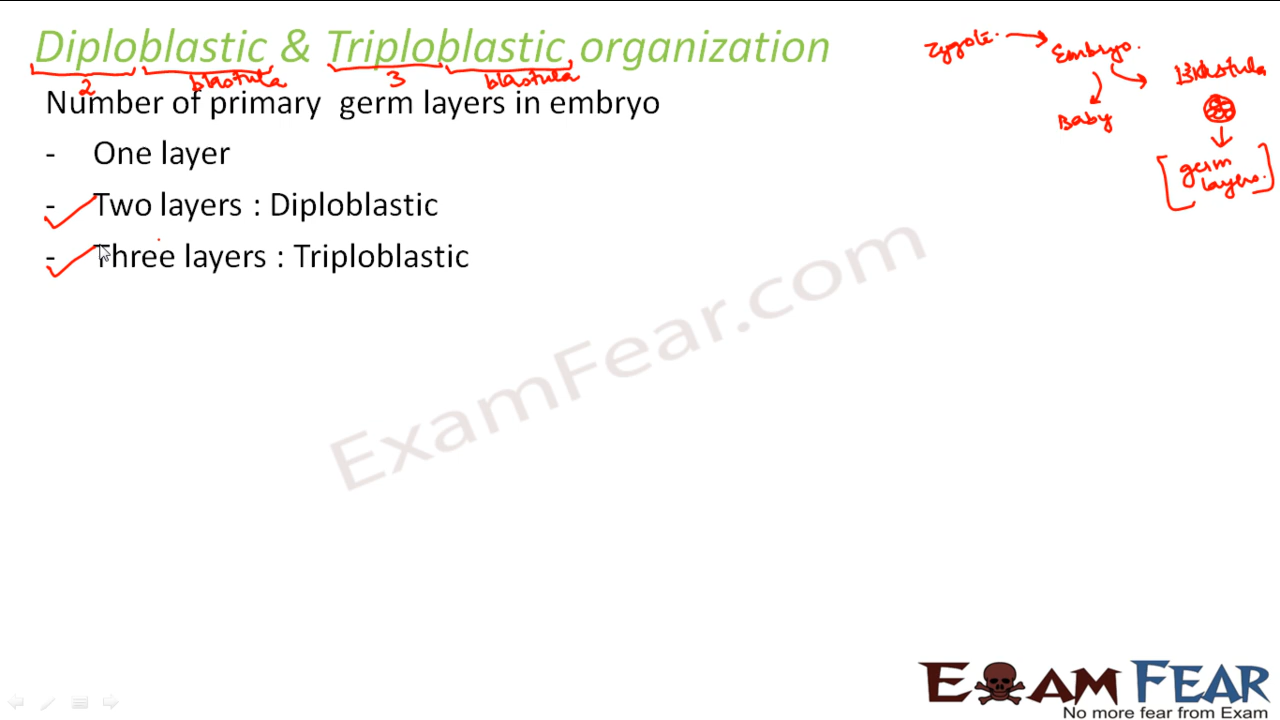 Diploblastic & Triploblastic organization
2 blastula 3 blastula
Number of primary germ layers in embryo
- One layer
- Two layers : Diploblastic
- Three layers : Triploblastic
Zygote
Embryo
Blastula
Baby
germ
layers
ExamFear.com
EXAM FEAR
No more fear from Exam